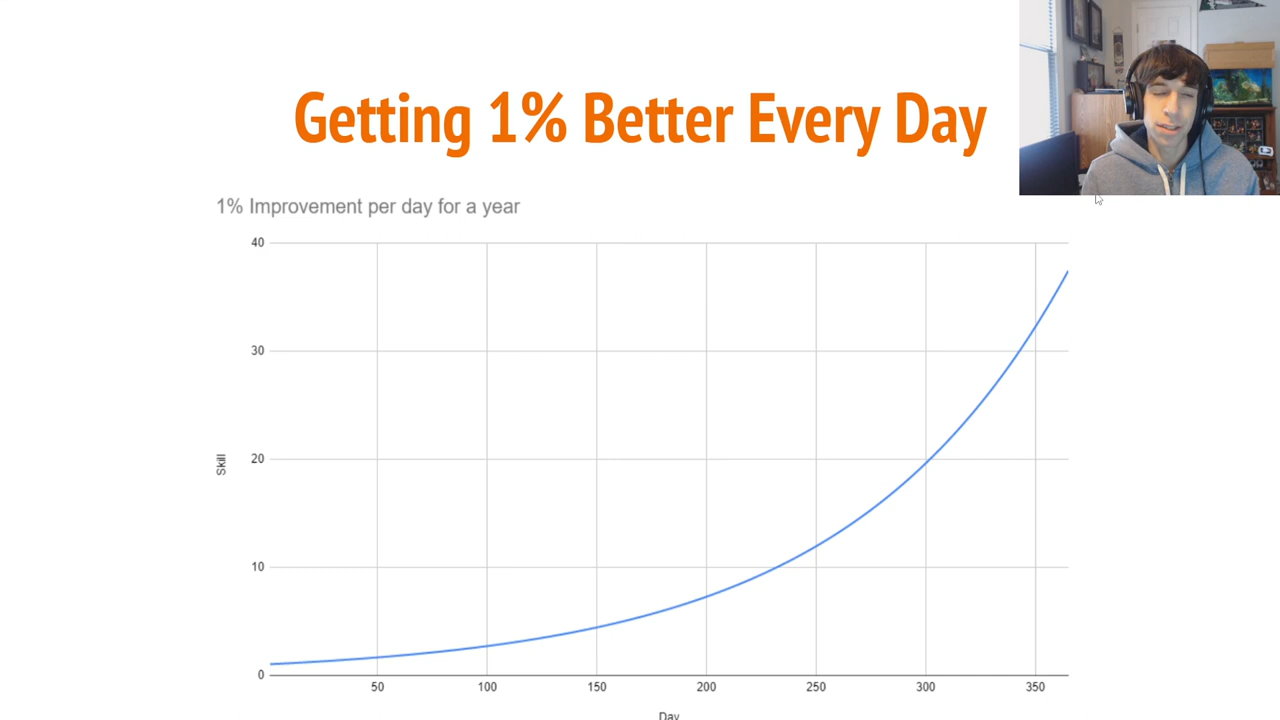 Getting 1% Better Every Day
1% Improvement per day for a year
40
30
20
10
0
Skill
50 100 150 200 250 300 350
Day